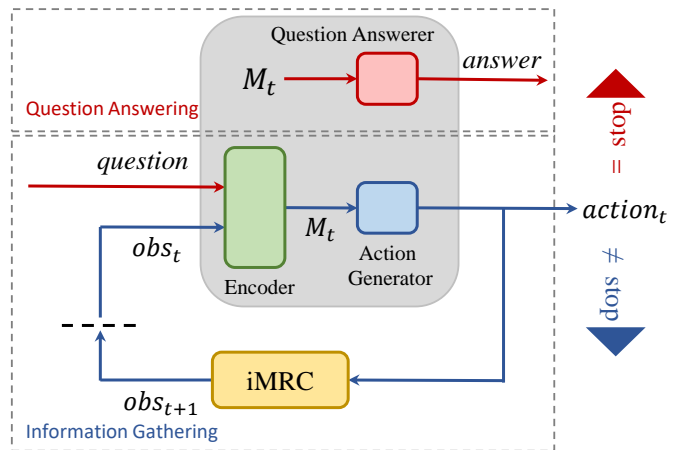 Question Answerer
M_t
answer
Question Answering
= stop
question
action_t
M_t
obs_t
Action
Generator
Encoder
≠ stop
iMRC
obs_{t+1}
Information Gathering